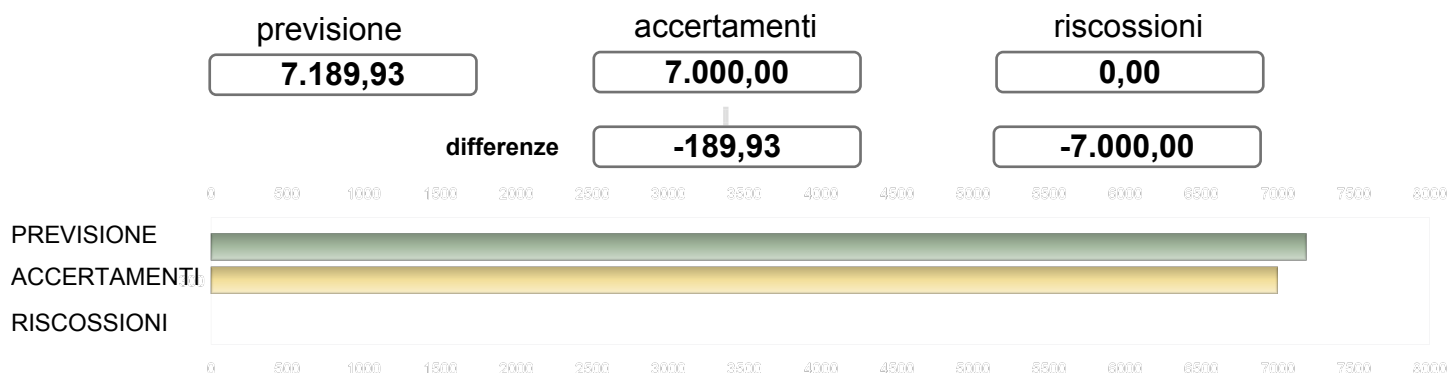 previsione accertamenti riscossioni
7.189,93 7.000,00 0,00
differenze -189,93 -7.000,00
0 500 1000 1500 2000 2500 3000 3500 4000 4500 5000 5500 6000 6500 7000 7500 8000
PREVISIONE
ACCERTAMENTI
RISCOSSIONI
0 500 1000 1500 2000 2500 3000 3500 4000 4500 5000 5500 6000 6500 7000 7500 8000